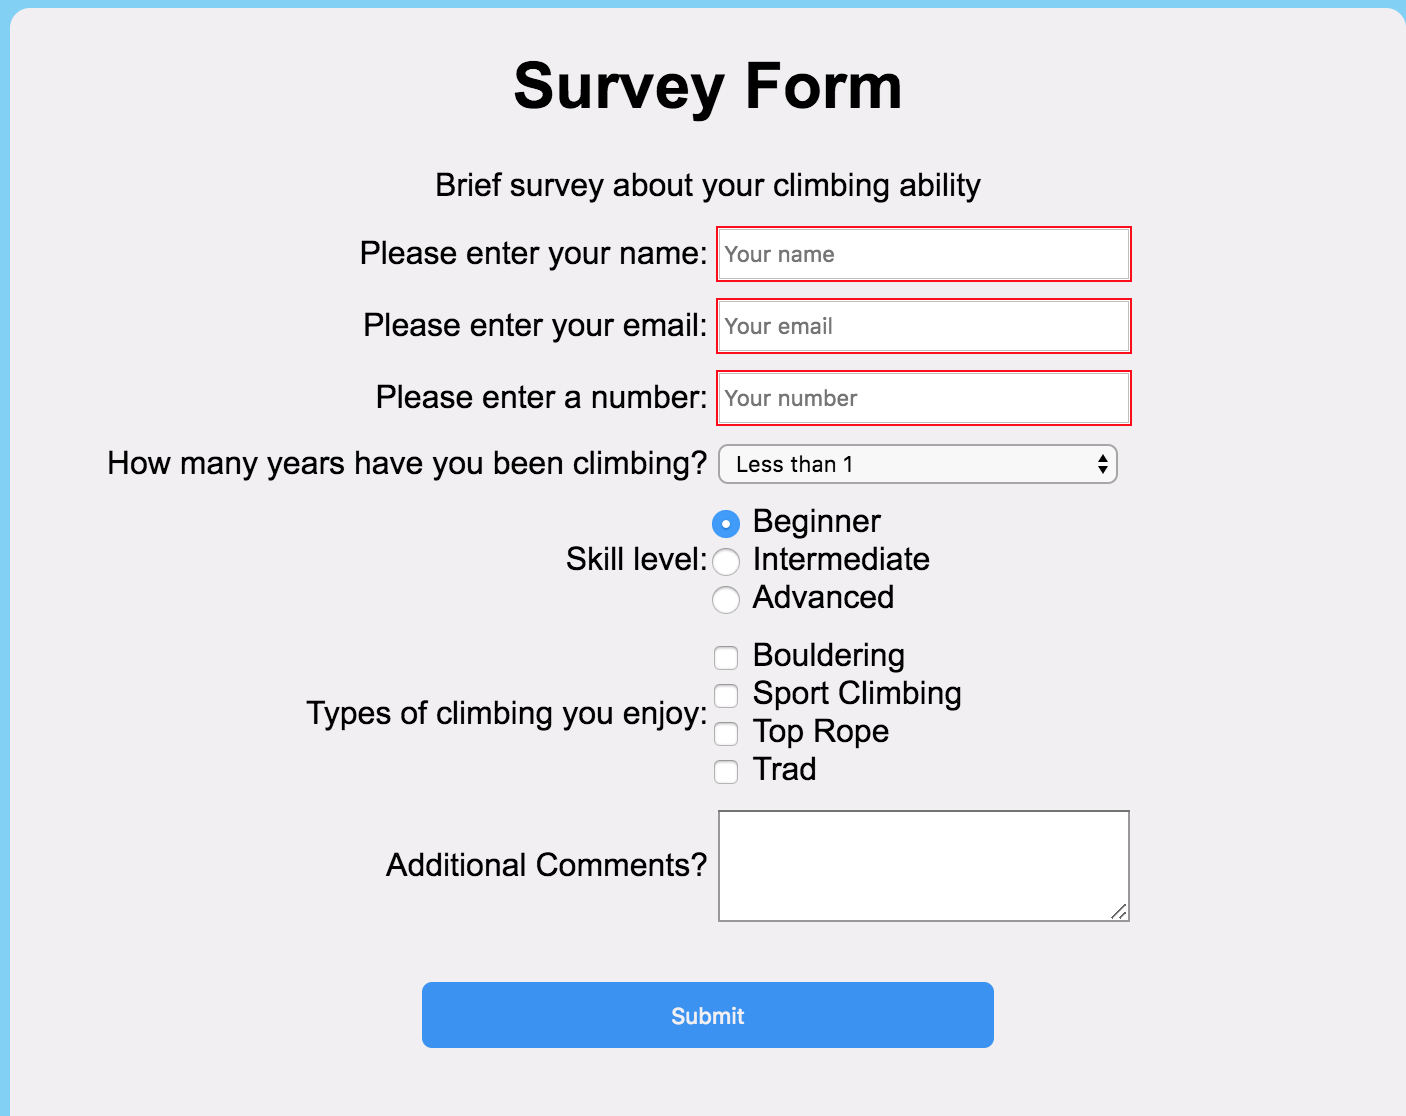 Survey Form
Brief survey about your climbing ability
Please enter your name: Your name
Please enter your email: Your email
Please enter a number: Your number
How many years have you been climbing? Less than 1
Beginner
Skill level: Intermediate
Advanced
Bouldering
Sport Climbing
Types of climbing you enjoy:
Top Rope
Trad
Additional Comments?
Submit